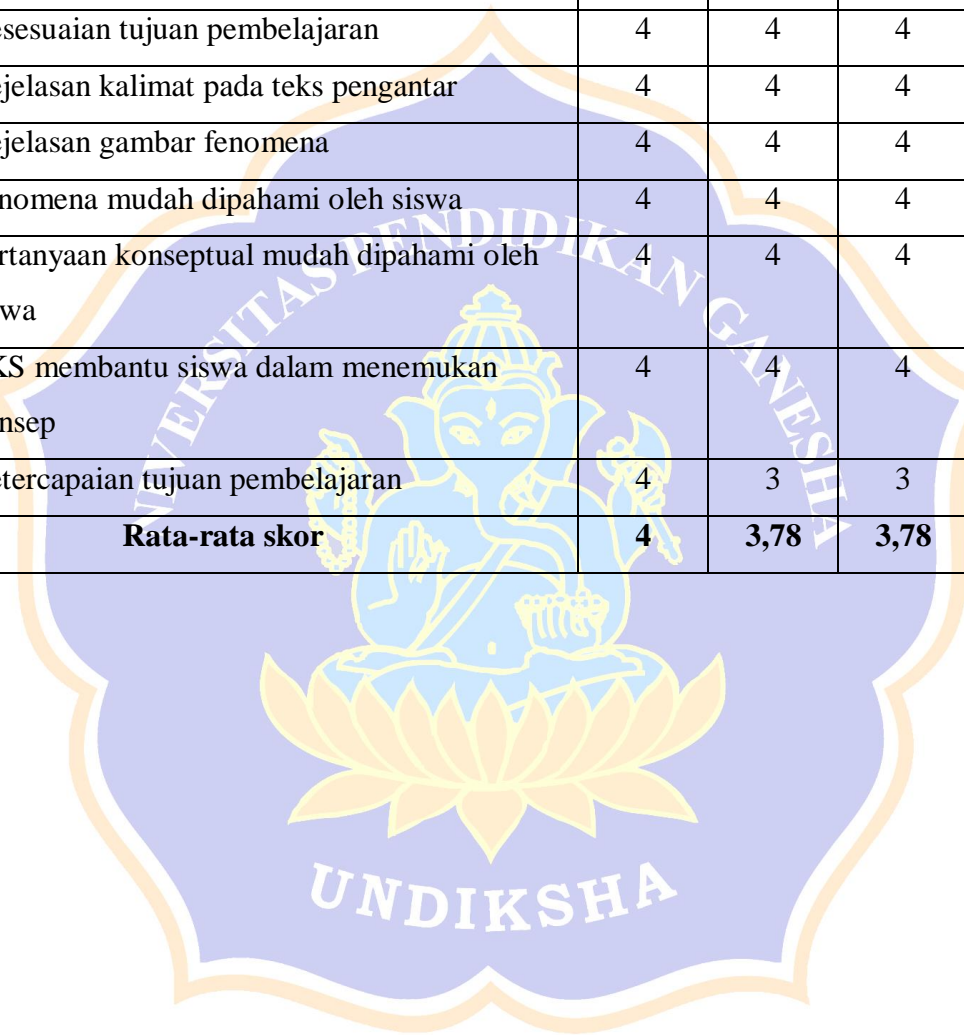 esesuaian tujuan pembelajaran 4 4 4
ejelasan kalimat pada teks pengantar 4 4 4
ejelasan gambar fenomena 4 4 4
nomena mudah dipahami oleh siswa 4 4 4
rtanyaan konseptual mudah dipahami oleh 4 4 4
wa
KS membantu siswa dalam menemukan 4 4 4
nsep
etercapaian tujuan pembelajaran 4 3 3
Rata-rata skor 4 3,78 3,78
NIVERSITAS PENDIDIKAN GANESHA
UNDIKSHA